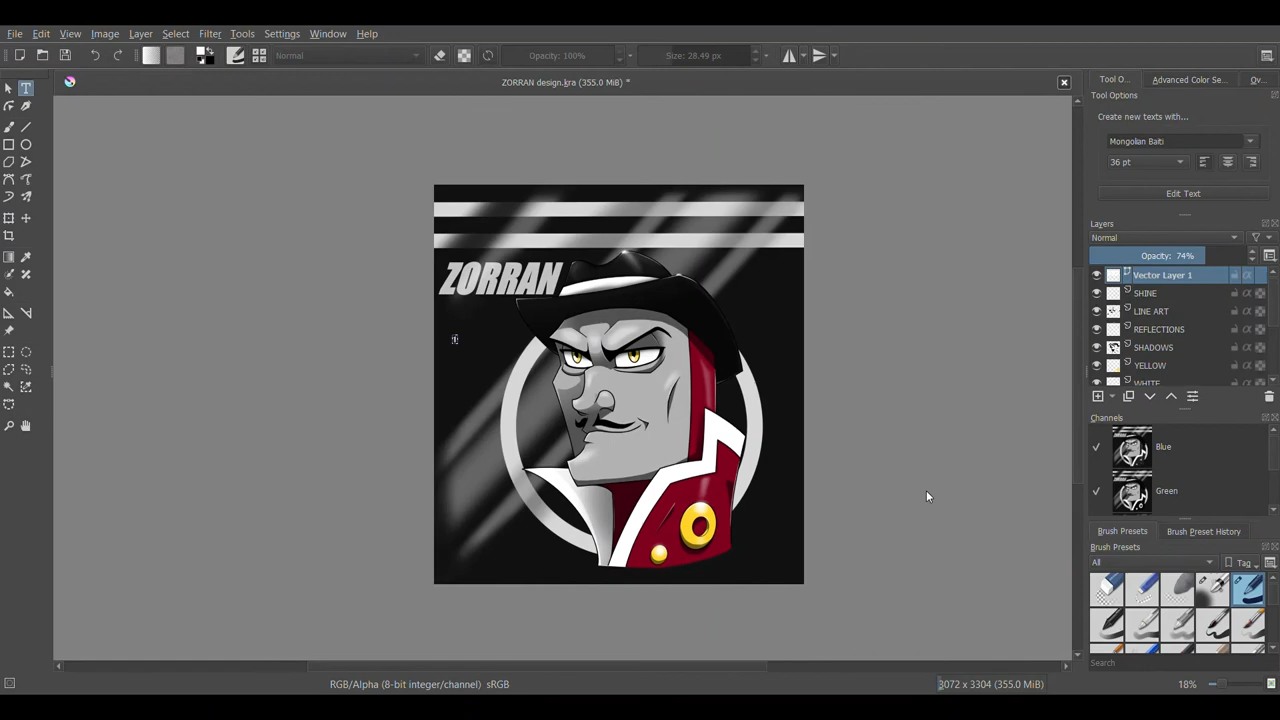 File Edit View Image Layer Select Filter Tools Settings Window Help
Normal Opacity: 100% Size: 28.49 px
ZORRAN design.kra (355.0 MiB) *
Tool O... Advanced Color Se... Ov...
Tool Options
Create new texts with...
Mongolian Baiti
36 pt
Edit Text
Layers
Normal
Opacity: 74%
Vector Layer 1
SHINE
LINE ART
REFLECTIONS
SHADOWS
YELLOW
WHITE
Channels
Blue
Green
Brush Presets Brush Preset History
Brush Presets
All Tag
Search
ZORRAN
RGB/Alpha (8-bit integer/channel) sRGB
3072 x 3304 (355.0 MiB)
18%